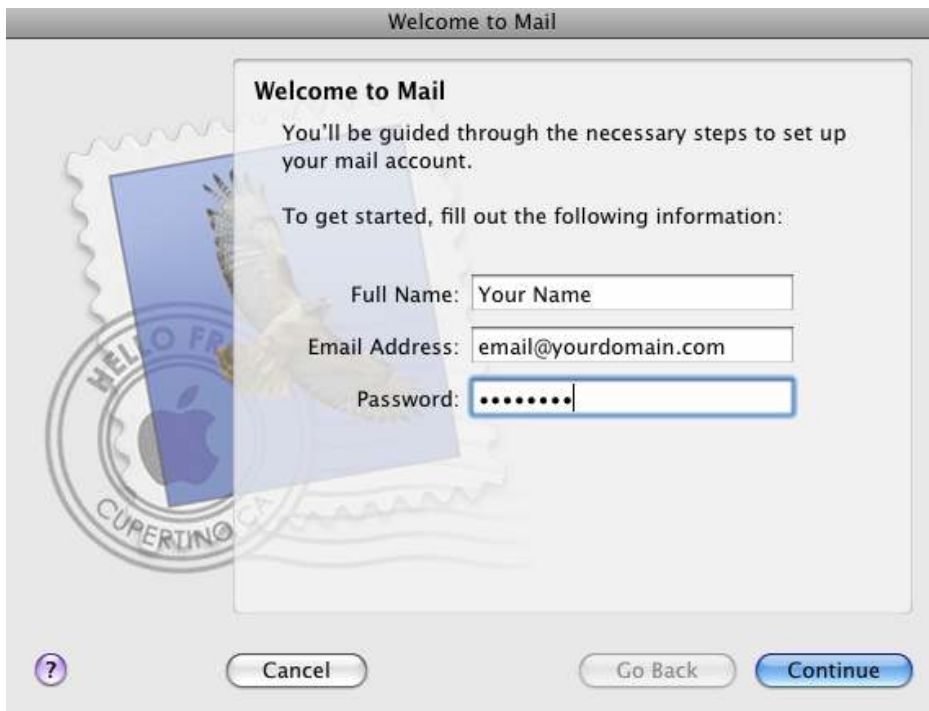 Welcome to Mail
Welcome to Mail
You'll be guided through the necessary steps to set up
your mail account.
To get started, fill out the following information:
Full Name: Your Name
Email Address: email@yourdomain.com
Password: ••••••••
HELLO FR
CUPERTINO CA
? Cancel Go Back Continue